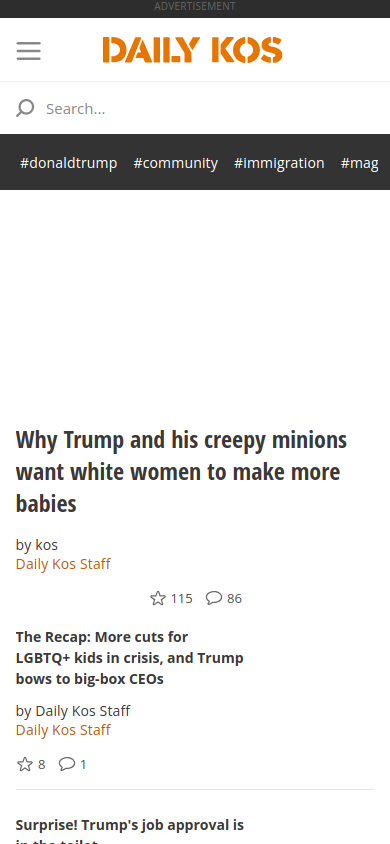 ADVERTISEMENT
DAILY KOS
Search...
#donaldtrump #community #immigration #mag
Why Trump and his creepy minions
want white women to make more
babies
by kos
Daily Kos Staff
115 86
The Recap: More cuts for
LGBTQ+ kids in crisis, and Trump
bows to big-box CEOs
by Daily Kos Staff
Daily Kos Staff
8 1
Surprise! Trump's job approval is
in the toilet